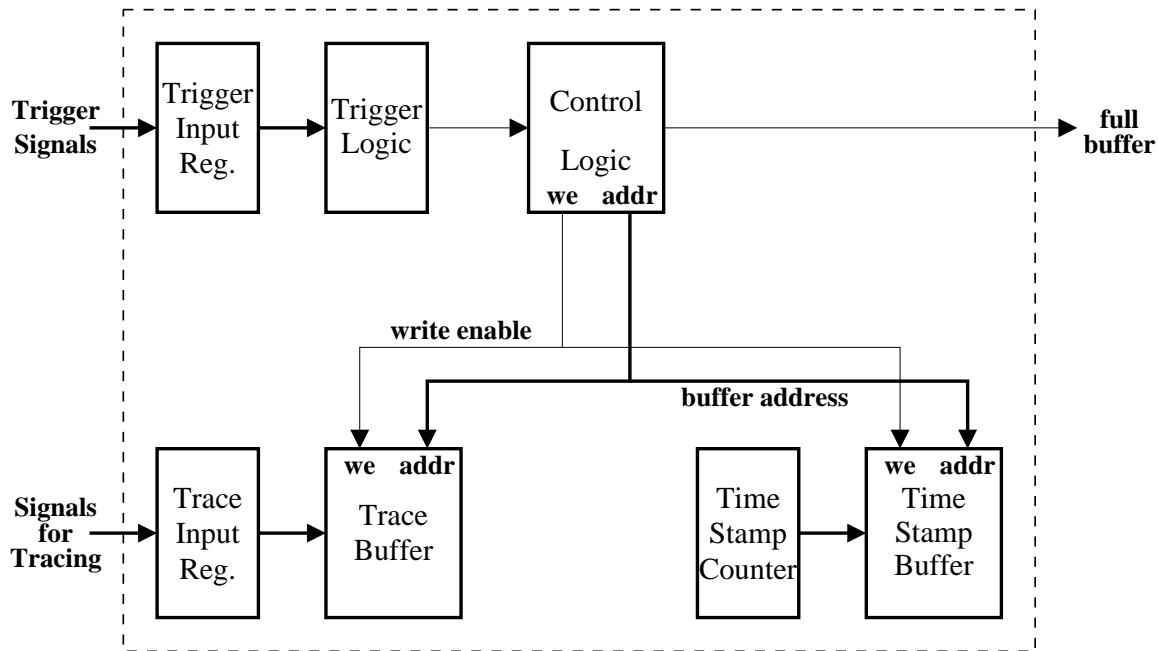 Trigger
Signals
Trigger
Input
Reg.
Trigger
Logic
Control
Logic
we addr
full
buffer
write enable
buffer address
Signals
for
Tracing
Trace
Input
Reg.
we addr
Trace
Buffer
Time
Stamp
Counter
we addr
Time
Stamp
Buffer